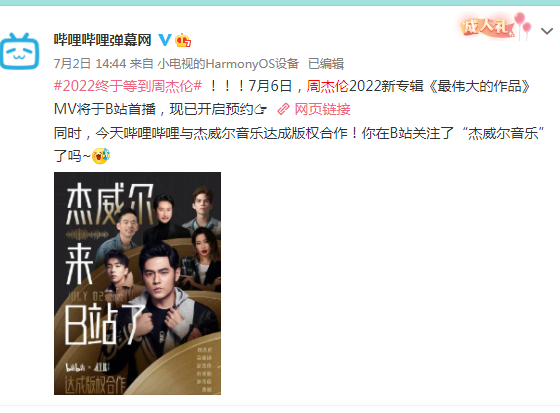 成人礼
哔哩哔哩弹幕网
7月2日 14:44 来自 小电视的HarmonyOS设备 已编辑
#2022终于等到周杰伦# ！！！7月6日，周杰伦2022新专辑《最伟大的作品》
MV将于B站首播，现已开启预约 网页链接
同时，今天哔哩哔哩与杰威尔音乐达成版权合作！你在B站关注了“杰威尔音乐”
了吗~
杰威尔
来
JULY 02
B站了
bilibili
达成版权合作